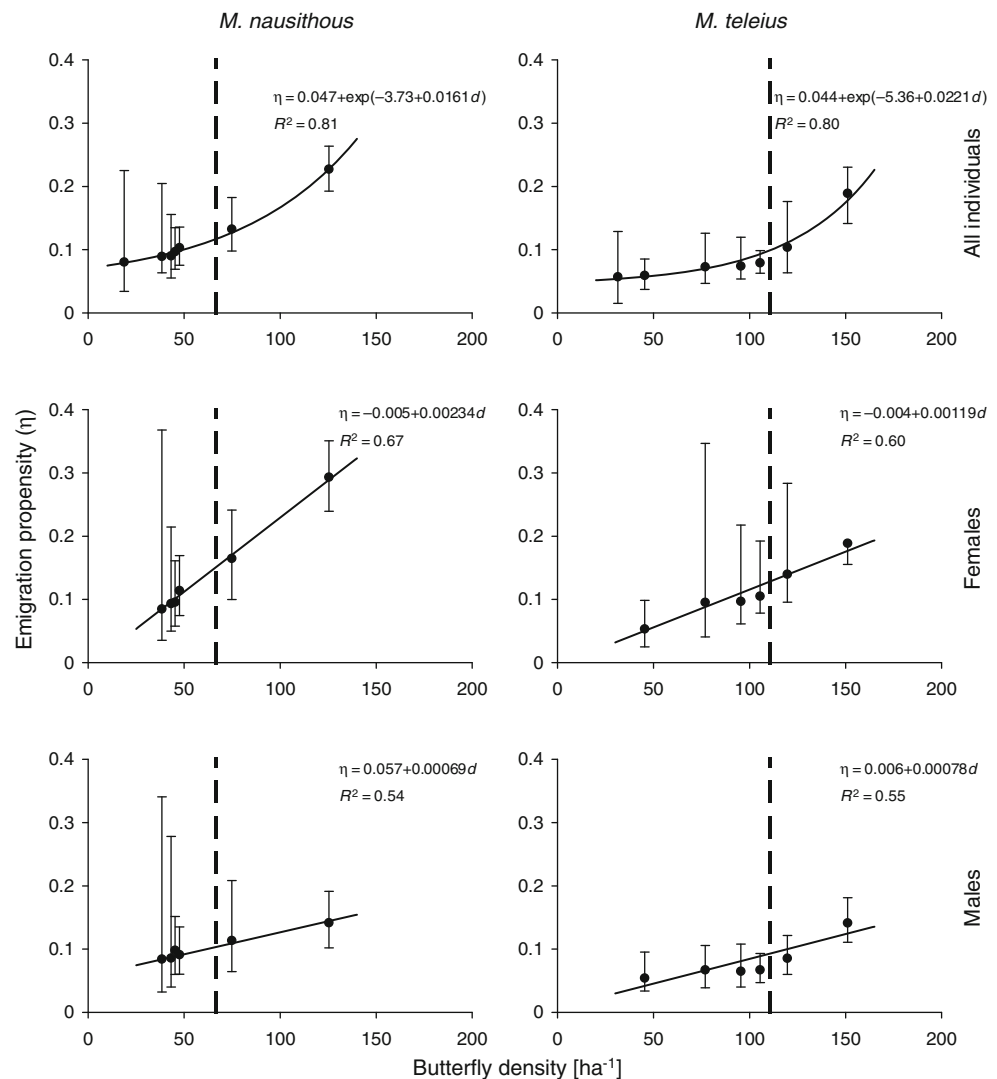 M. nausithous
M. teleius
0.4
0.3
0.2
0.1
0
0 50 100 150 200
η = 0.047+exp(−3.73+0.0161d)
R² = 0.81
0.4
0.3
0.2
0.1
0
0 50 100 150 200
η = 0.044+exp(−5.36+0.0221d)
R² = 0.80
All individuals
Emigration propensity (η)
0.4
0.3
0.2
0.1
0
0 50 100 150 200
η = −0.005+0.00234d
R² = 0.67
0.4
0.3
0.2
0.1
0
0 50 100 150 200
η = −0.004+0.00119d
R² = 0.60
Females
0.4
0.3
0.2
0.1
0
0 50 100 150 200
η = 0.057+0.00069d
R² = 0.54
0.4
0.3
0.2
0.1
0
0 50 100 150 200
η = 0.006+0.00078d
R² = 0.55
Males
Butterfly density [ha⁻¹]